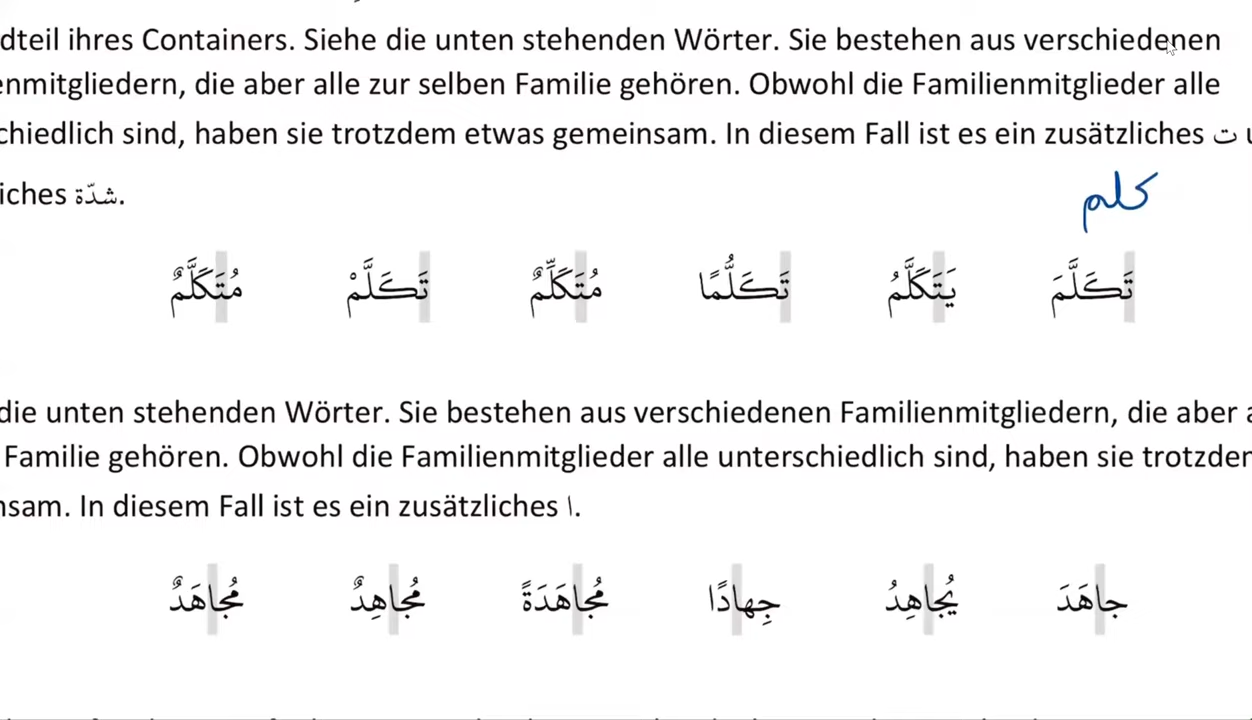 dteil ihres Containers. Siehe die unten stehenden Wörter. Sie bestehen aus verschiedenen
enmitgliedern, die aber alle zur selben Familie gehören. Obwohl die Familienmitglieder alle
chiedlich sind, haben sie trotzdem etwas gemeinsam. In diesem Fall ist es ein zusätzliches ت u
iches شدّة.
كلم
تَكَلَّمَ يَتَكَلَّمُ تَكَلُّمًا مُتَكَلِّمٌ تَكَلَّمْ مُتَكَلَّمٌ
die unten stehenden Wörter. Sie bestehen aus verschiedenen Familienmitgliedern, die aber a
Familie gehören. Obwohl die Familienmitglieder alle unterschiedlich sind, haben sie trotzdem
nsam. In diesem Fall ist es ein zusätzliches ا.
جاهَدَ يُجاهِدُ جِهادًا مُجاهَدَةً مُجاهِدٌ مُجاهَدٌ